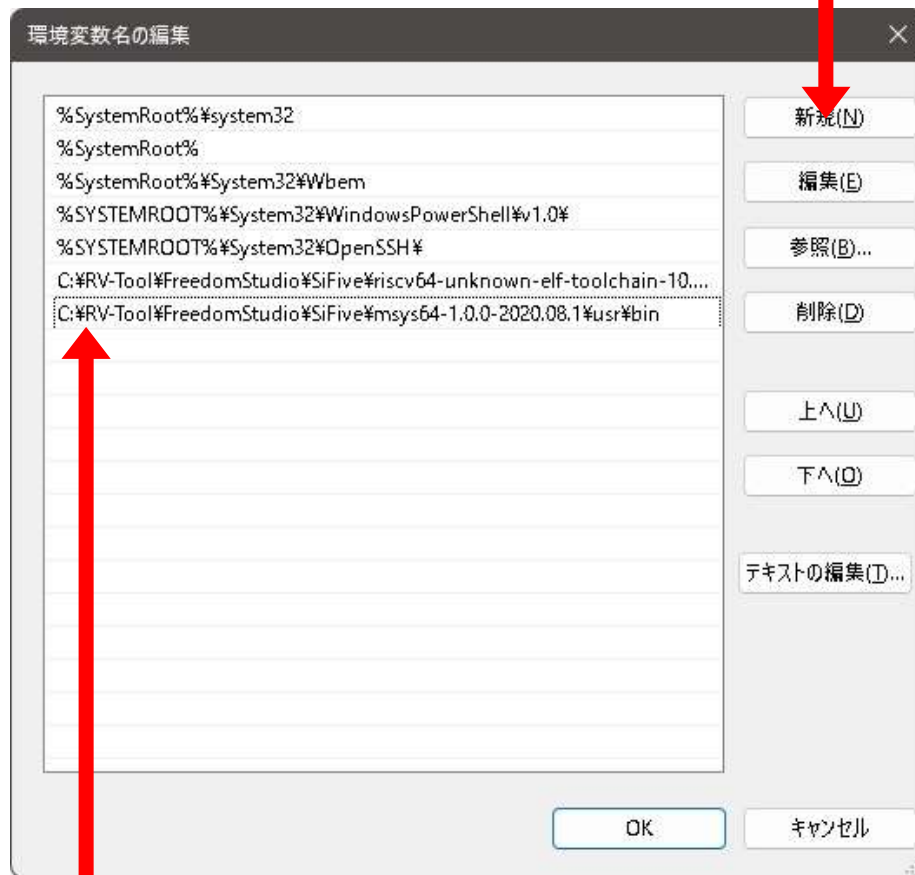 環境変数名の編集
%SystemRoot%¥system32
%SystemRoot%
%SystemRoot%¥System32¥Wbem
%SYSTEMROOT%¥System32¥WindowsPowerShell¥v1.0¥
%SYSTEMROOT%¥System32¥OpenSSH¥
C:¥RV-Tool¥FreedomStudio¥SiFive¥riscv64-unknown-elf-toolchain-10....
C:¥RV-Tool¥FreedomStudio¥SiFive¥msys64-1.0.0-2020.08.1¥usr¥bin
新規(N)
編集(E)
参照(B)...
削除(D)
上へ(U)
下へ(O)
テキストの編集(T)...
OK
キャンセル